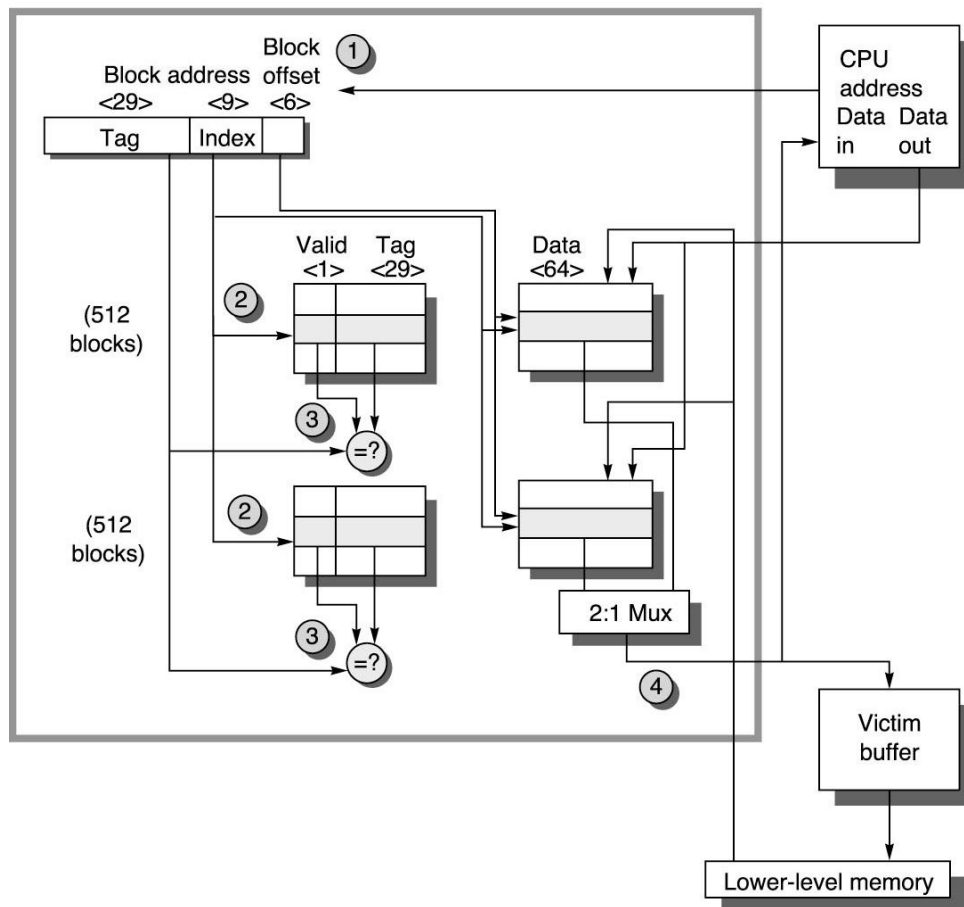 Block address
<29>
<9>
Block
offset
<6>
1
Tag
Index
CPU
address
Data
in
Data
out
Valid
<1>
Tag
<29>
Data
<64>
(512
blocks)
2
3
=?
(512
blocks)
2
3
=?
2:1 Mux
4
Victim
buffer
Lower-level memory